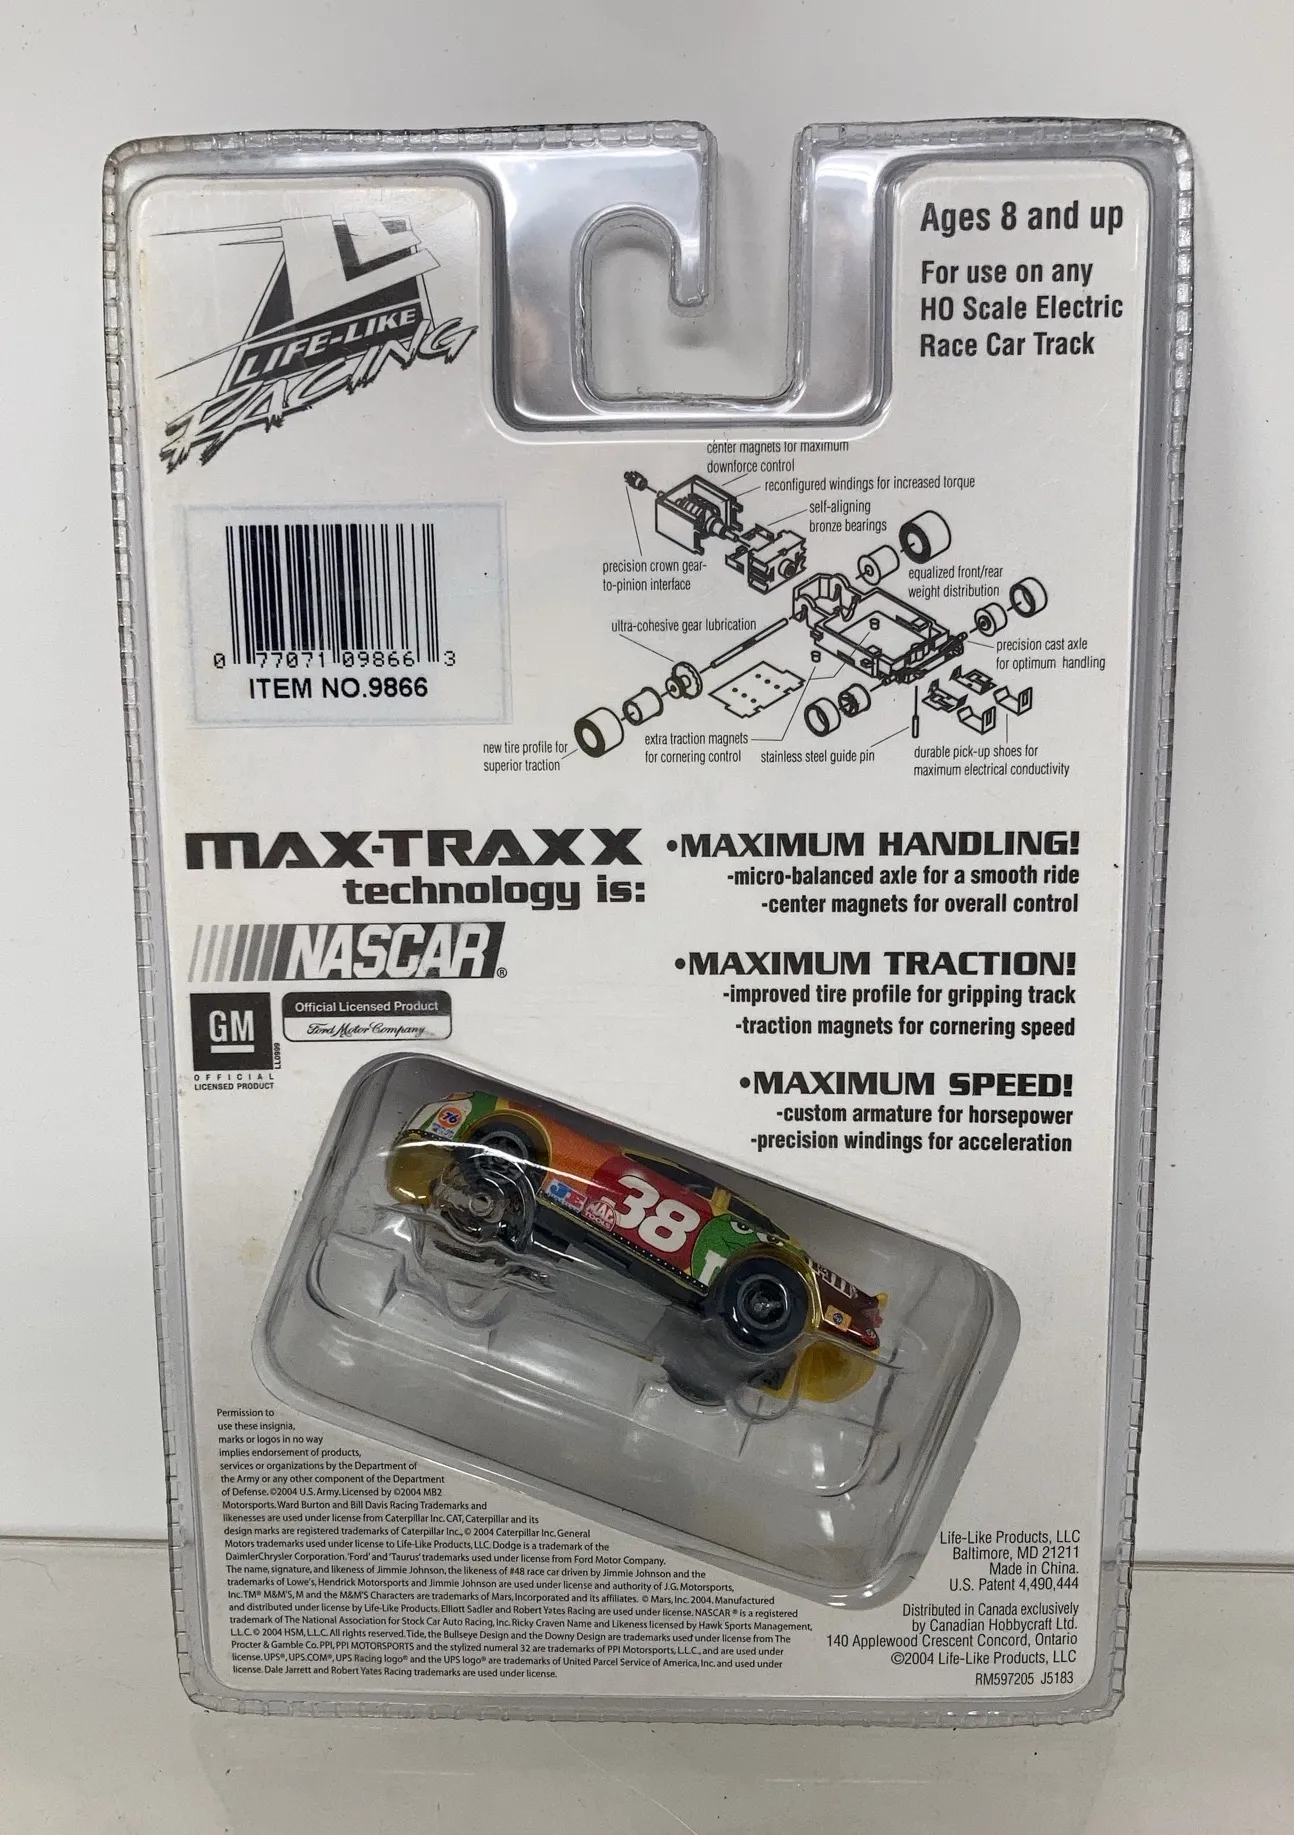 LIFE-LIKE
RACING
Ages 8 and up
For use on any
HO Scale Electric
Race Car Track
center magnets for maximum
downforce control
reconfigured windings for increased torque
self-aligning
bronze bearings
precision crown gear-
to-pinion interface
equalized front/rear
weight distribution
ultra-cohesive gear lubrication
precision cast axle
for optimum handling
new tire profile for
superior traction
extra traction magnets
for cornering control
stainless steel guide pin
durable pick-up shoes for
maximum electrical conductivity
0 77071 09866 3
ITEM NO.9866
MAX-TRAXX
technology is:
•MAXIMUM HANDLING!
-micro-balanced axle for a smooth ride
-center magnets for overall control
•MAXIMUM TRACTION!
-improved tire profile for gripping track
-traction magnets for cornering speed
•MAXIMUM SPEED!
-custom armature for horsepower
-precision windings for acceleration
NASCAR®
GM
OFFICIAL
LICENSED PRODUCT
LL0999
Official Licensed Product
Ford Motor Company
76
38
MAC
TOOLS
Permission to
use these insignia,
marks or logos in no way
implies endorsement of products,
services or organizations by the Department of
the Army or any other component of the Department
of Defense. ©2004 U.S. Army. Licensed by ©2004 MB2
Motorsports. Ward Burton and Bill Davis Racing Trademarks and
likenesses are used under license from Caterpillar Inc. CAT, Caterpillar and its
design marks are registered trademarks of Caterpillar Inc., © 2004 Caterpillar Inc. General
Motors trademarks used under license to Life-Like Products, LLC. Dodge is a trademark of the
DaimlerChrysler Corporation. 'Ford' and 'Taurus' trademarks used under license from Ford Motor Company.
The name, signature, and likeness of Jimmie Johnson, the likeness of #48 race car driven by Jimmie Johnson and the
trademarks of Lowe's, Hendrick Motorsports and Jimmie Johnson are used under license and authority of J.G. Motorsports,
Inc. TM® M&M'S, M and the M&M'S Characters are trademarks of Mars, Incorporated and its affiliates. © Mars, Inc. 2004. Manufactured
and distributed under license by Life-Like Products. Elliott Sadler and Robert Yates Racing are used under license. NASCAR ® is a registered
trademark of The National Association for Stock Car Auto Racing, Inc. Ricky Craven Name and Likeness licensed by Hawk Sports Management,
L.L.C. © 2004 HSM, L.L.C. All rights reserved. Tide, the Bullseye Design and the Downy Design are trademarks used under license from The
Procter & Gamble Co. PPI, PPI MOTORSPORTS and the stylized numeral 32 are trademarks of PPI Motorsports, L.L.C., and are used under
license. UPS®, UPS.COM®, UPS Racing logo® and the UPS logo® are trademarks of United Parcel Service of America, Inc. and used under
license. Dale Jarrett and Robert Yates Racing trademarks are used under license.
Life-Like Products, LLC
Baltimore, MD 21211
Made in China.
U.S. Patent 4,490,444
Distributed in Canada exclusively
by Canadian Hobbycraft Ltd.
140 Applewood Crescent Concord, Ontario
©2004 Life-Like Products, LLC
RM597205 J5183